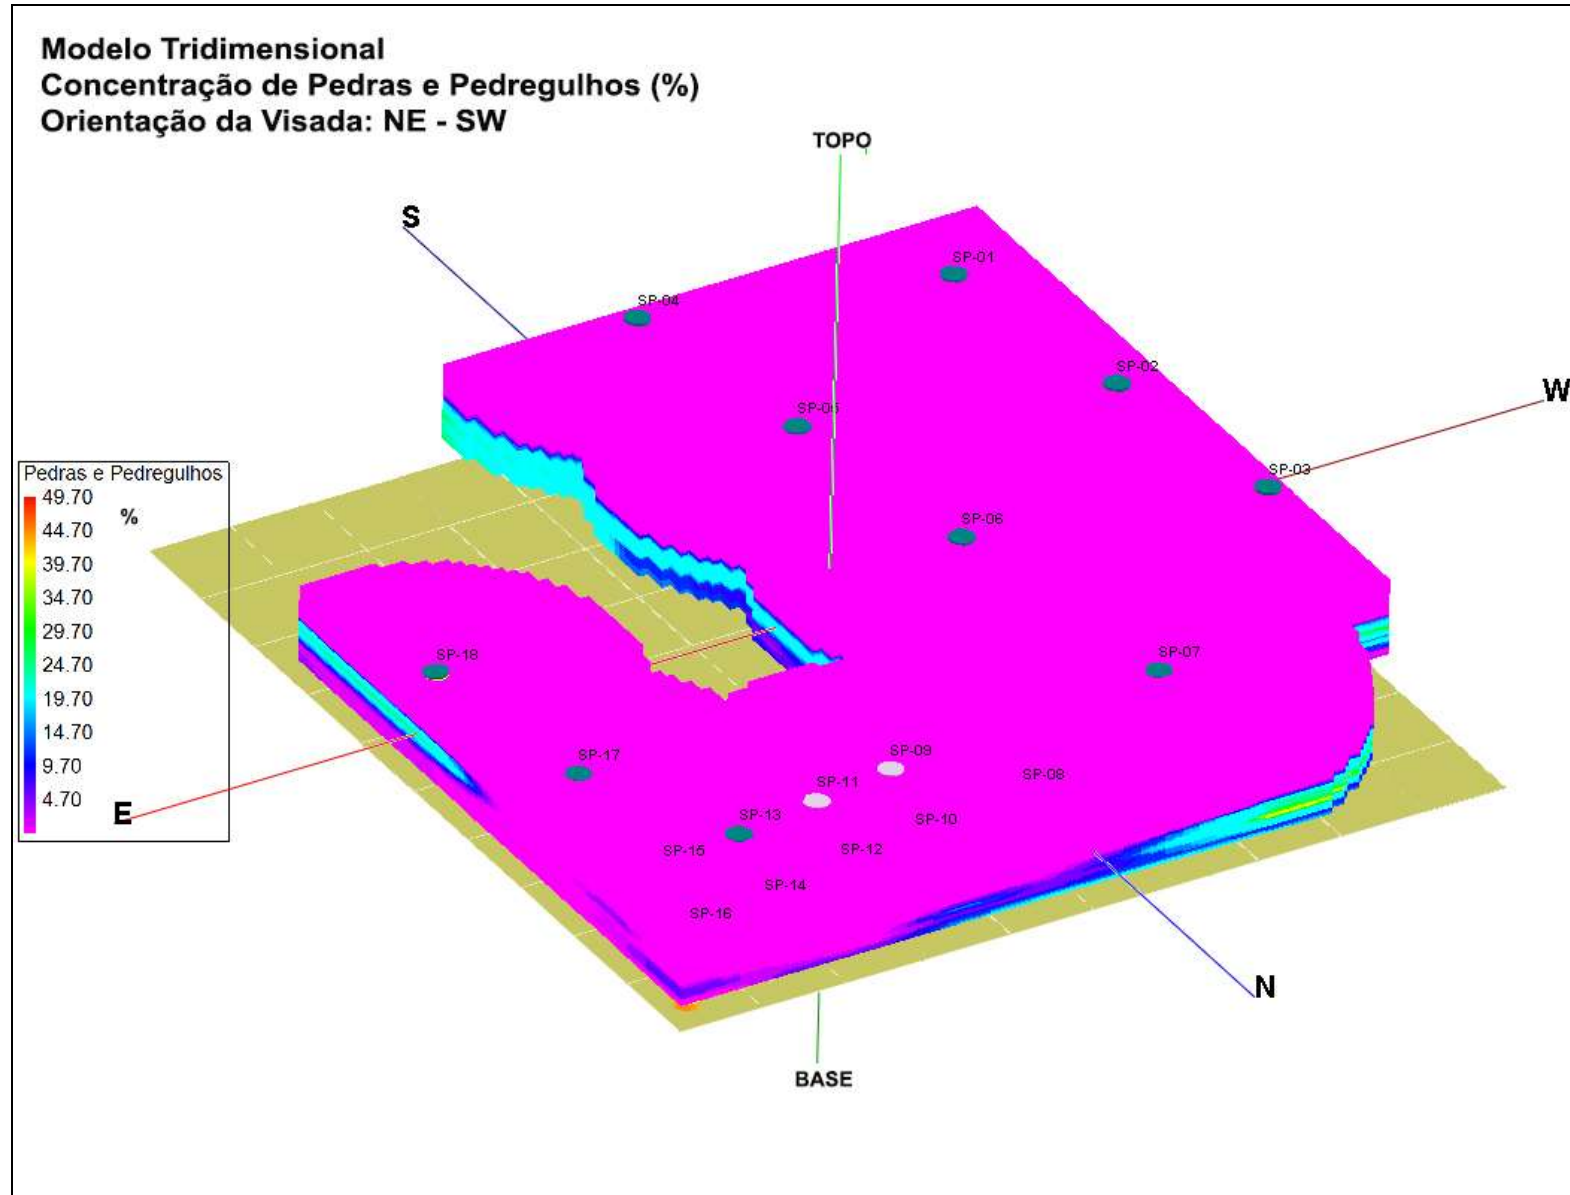 Modelo Tridimensional
Concentração de Pedras e Pedregulhos (%)
Orientação da Visada: NE - SW
TOPO
S
SP-01
SP-04
SP-02
W
SP-05
SP-03
Pedras e Pedregulhos
%
49.70
44.70
39.70
34.70
29.70
24.70
19.70
14.70
9.70
4.70
SP-06
SP-18
SP-07
SP-17
SP-09
SP-08
SP-11
E
SP-13
SP-10
SP-15
SP-12
SP-14
SP-16
N
BASE